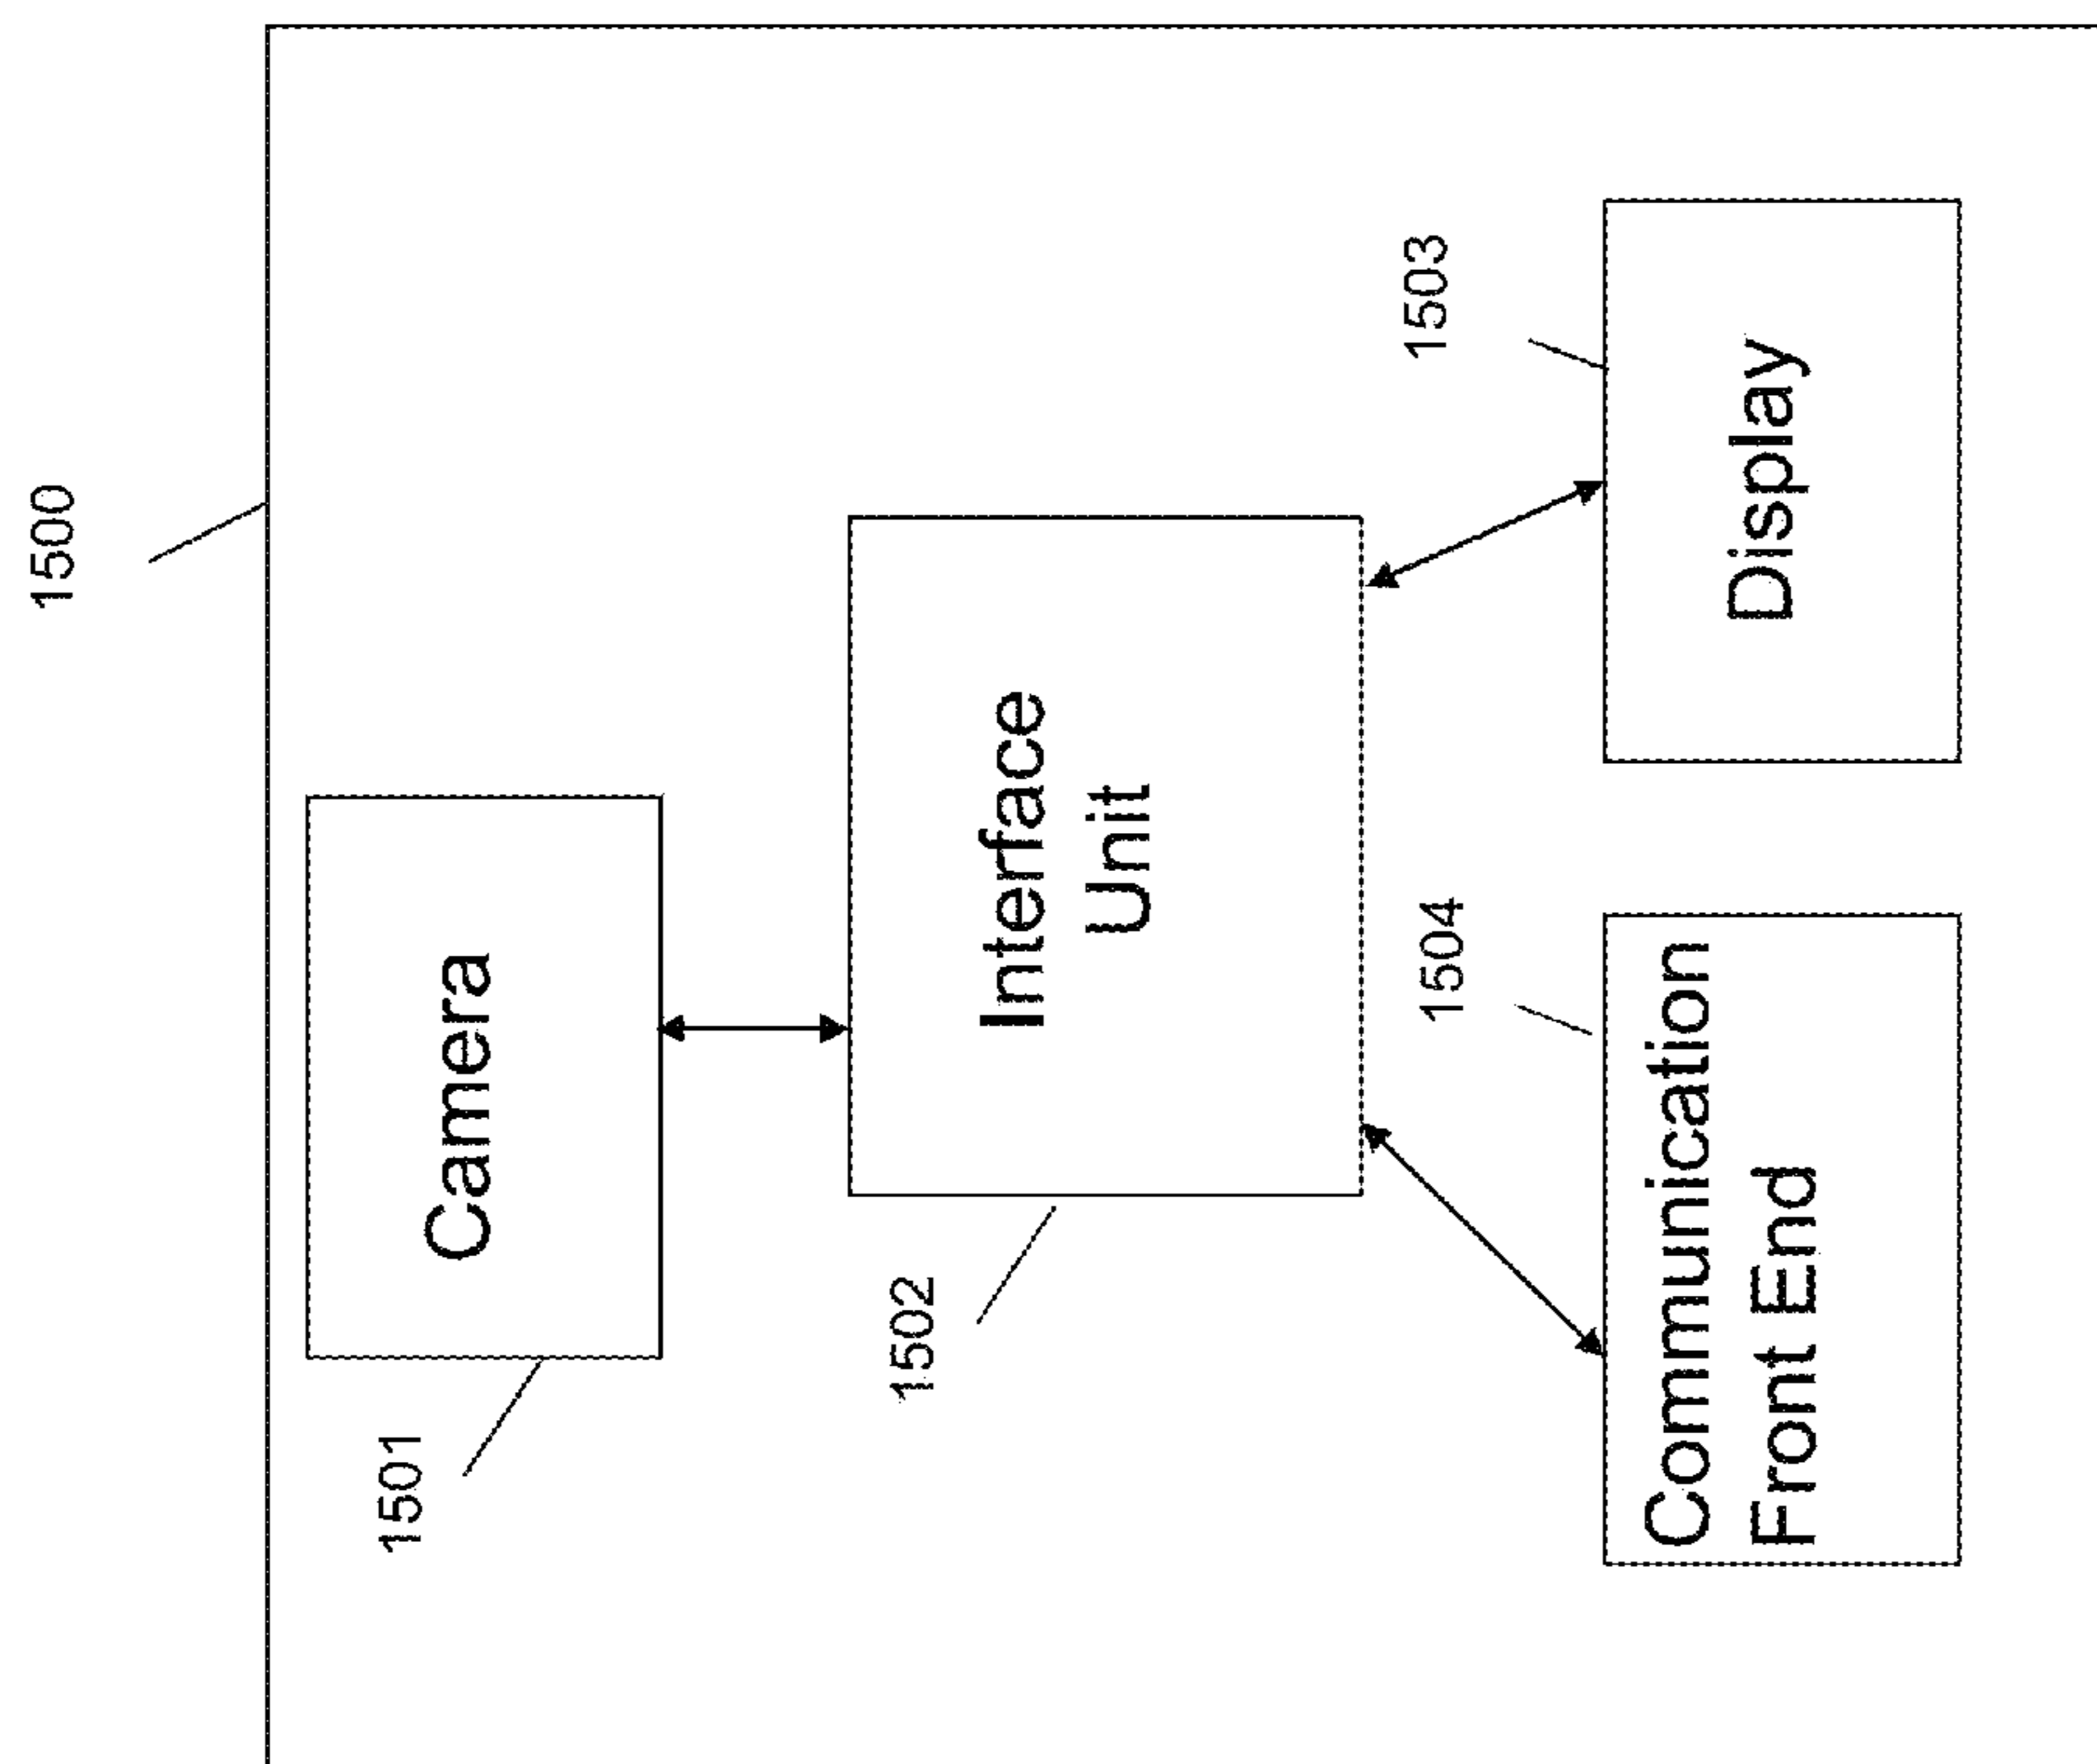 1500
1501
Camera
1502
Interface
Unit
1503
Display
1504
Communication
Front End